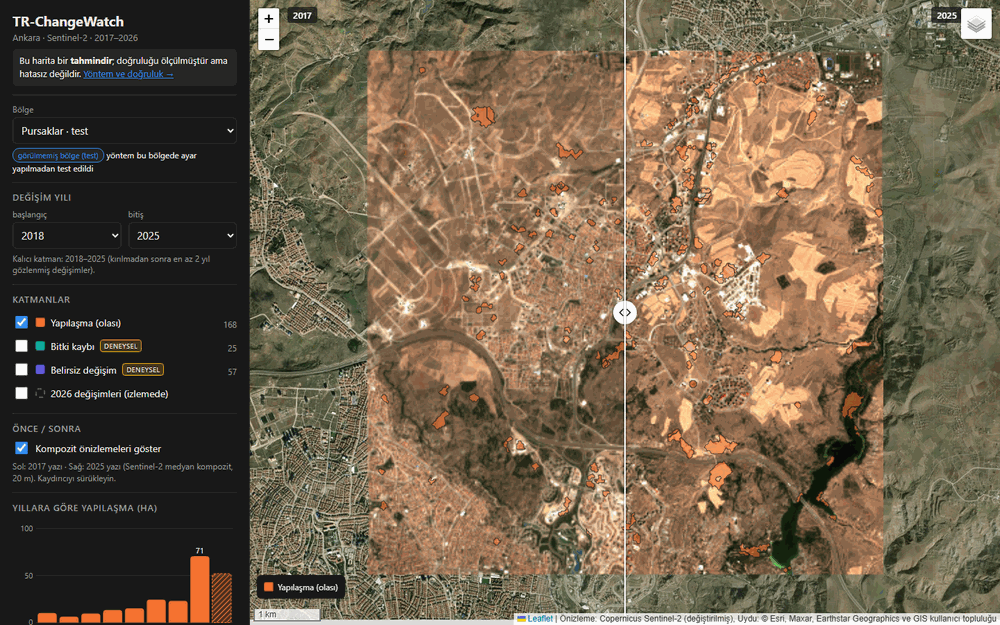 TR-ChangeWatch
Ankara · Sentinel-2 · 2017–2026
Bu harita bir tahmindir; doğruluğu ölçülmüştür ama
hatasız değildir. Yöntem ve doğruluk →
Bölge
Pursaklar · test
görülmemiş bölge (test) yöntem bu bölgede ayar
yapılmadan test edildi
DEĞİŞİM YILI
başlangıç
bitiş
2018
2025
Kalıcı katman: 2018–2025 (kırılmadan sonra en az 2 yıl
gözlenmiş değişimler).
KATMANLAR
Yapılaşma (olası) 168
Bitki kaybı DENEYSEL 25
Belirsiz değişim DENEYSEL 57
2026 değişimleri (izlemede)
ÖNCE / SONRA
Kompozit önizlemeleri göster
Sol: 2017 yazı · Sağ: 2025 yazı (Sentinel-2 medyan kompozit,
20 m). Kaydırıcıyı sürükleyin.
YILLARA GÖRE YAPILAŞMA (HA)
100
71
50
0
+
−
2017
2025
Yapılaşma (olası)
1 km
Leaflet | Önizleme: Copernicus Sentinel-2 (değiştirilmiş), Uydu: © Esri, Maxar, Earthstar Geographics ve GIS kullanıcı topluluğu